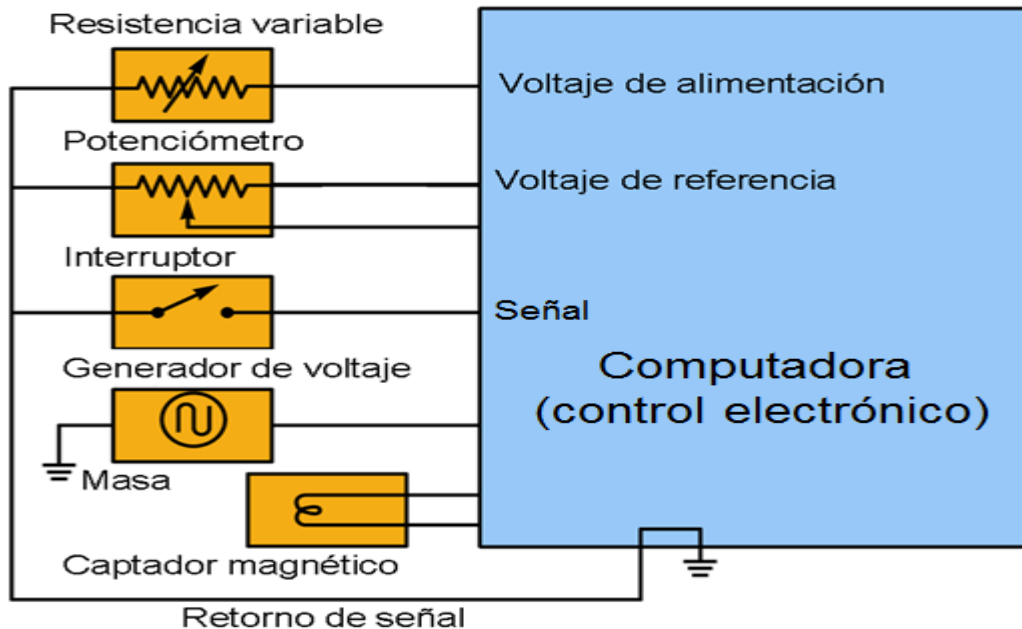 Resistencia variable
Voltaje de alimentación
Potenciómetro
Voltaje de referencia
Interruptor
Señal
Generador de voltaje
Computadora
(control electrónico)
Masa
Captador magnético
Retorno de señal